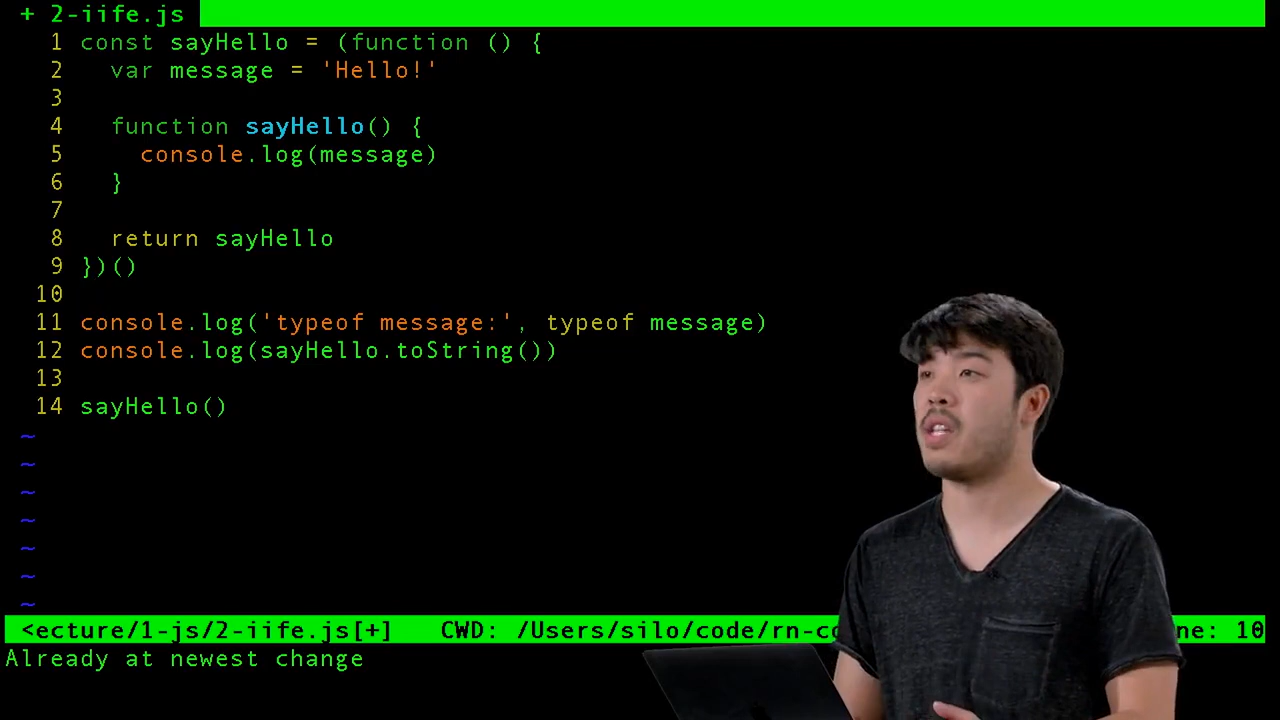 + 2-iife.js
1 const sayHello = (function () {
2   var message = 'Hello!'
3
4   function sayHello() {
5     console.log(message)
6   }
7
8   return sayHello
9 })()
10
11 console.log('typeof message:', typeof message)
12 console.log(sayHello.toString())
13
14 sayHello()
~
~
~
~
~
~
~
<ecture/1-js/2-iife.js[+]   CWD: /Users/silo/code/rn-co ne: 10
Already at newest change